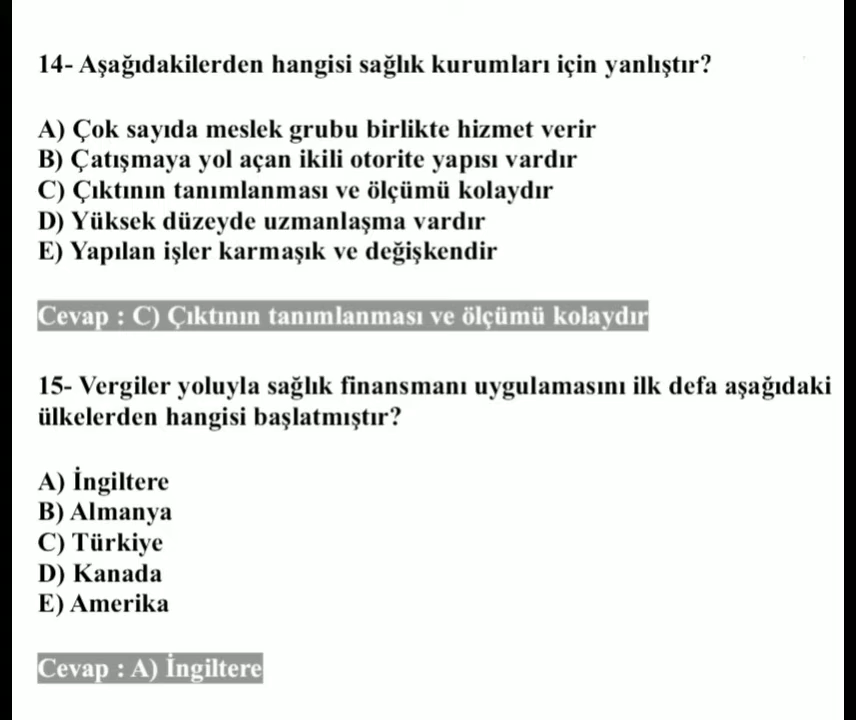 14- Aşağıdakilerden hangisi sağlık kurumları için yanlıştır?
A) Çok sayıda meslek grubu birlikte hizmet verir
B) Çatışmaya yol açan ikili otorite yapısı vardır
C) Çıktının tanımlanması ve ölçümü kolaydır
D) Yüksek düzeyde uzmanlaşma vardır
E) Yapılan işler karmaşık ve değişkendir
Cevap : C) Çıktının tanımlanması ve ölçümü kolaydır
15- Vergiler yoluyla sağlık finansmanı uygulamasını ilk defa aşağıdaki
ülkelerden hangisi başlatmıştır?
A) İngiltere
B) Almanya
C) Türkiye
D) Kanada
E) Amerika
Cevap : A) İngiltere